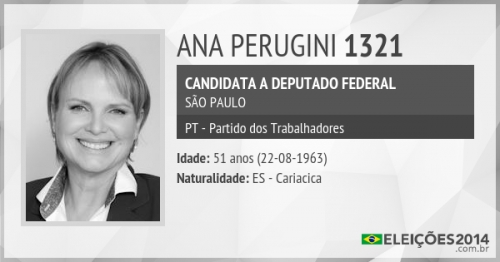 ANA PERUGINI 1321
CANDIDATA A DEPUTADO FEDERAL
SÃO PAULO
PT - Partido dos Trabalhadores
Idade: 51 anos (22-08-1963)
Naturalidade: ES - Cariacica
ELEIÇÕES2014
.com.br